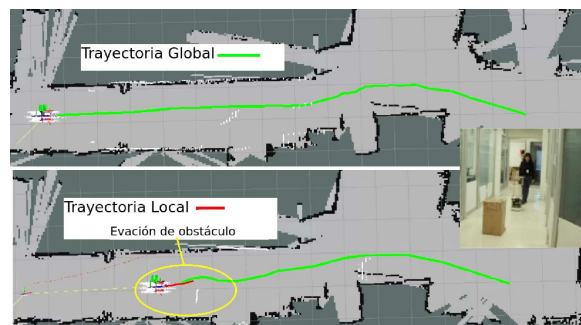 Trayectoria Global
Trayectoria Local
Evación de obstáculo